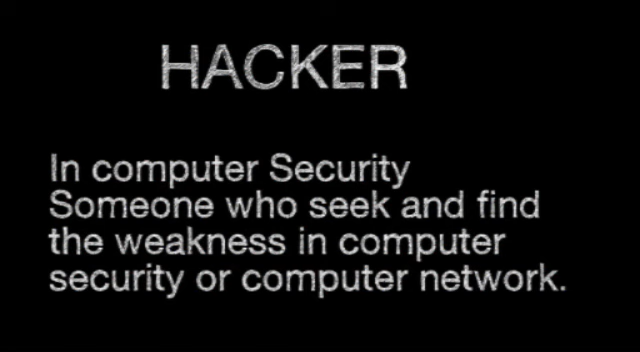 HACKER
In computer Security
Someone who seek and find
the weakness in computer
security or computer network.